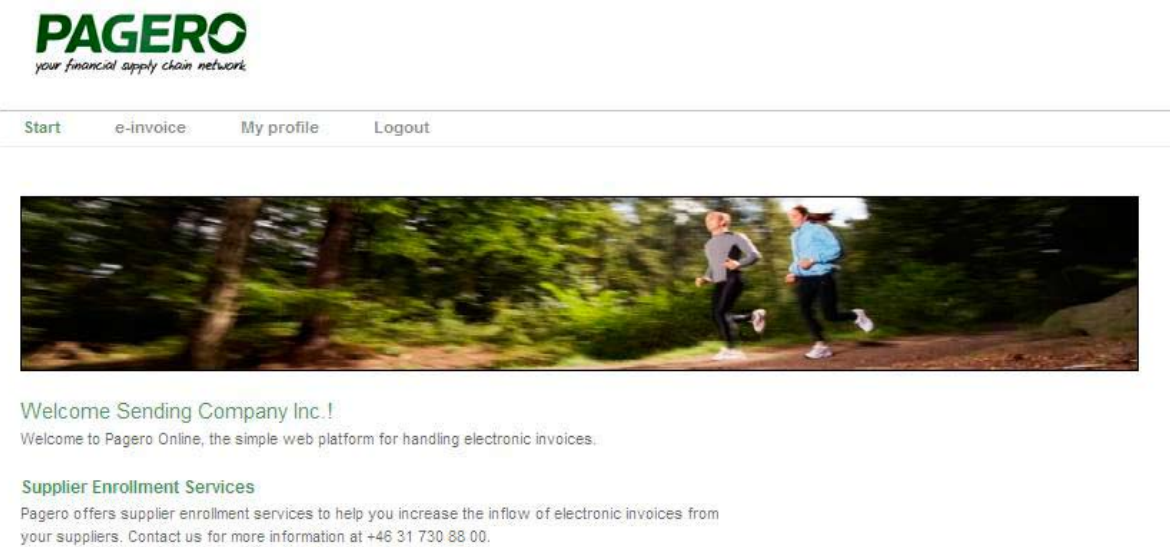 PAGERO
your financial supply chain network
Start e-invoice My profile Logout
Welcome Sending Company Inc.!
Welcome to Pagero Online, the simple web platform for handling electronic invoices.
Supplier Enrollment Services
Pagero offers supplier enrollment services to help you increase the inflow of electronic invoices from
your suppliers. Contact us for more information at +46 31 730 88 00.